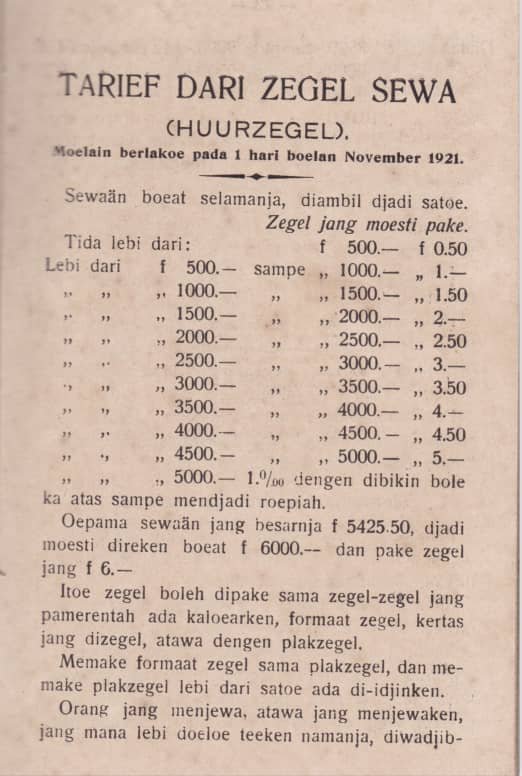 TARIEF DARI ZEGEL SEWA
(HUURZEGEL).
Moelain berlakoe pada 1 hari boelan November 1921.
Sewaän boeat selamanja, diambil djadi satoe.
Zegel jang moesti pake.
Tida lebi dari: f 500.— f 0.50
Lebi dari f 500.— sampe „ 1000.— „ 1.—
„ „ „ 1000.— „ „ 1500.— „ 1.50
„ „ „ 1500.— „ „ 2000.— „ 2.—
„ „ „ 2000.— „ „ 2500.— „ 2.50
„ „ „ 2500.— „ „ 3000.— „ 3.—
„ „ „ 3000.— „ „ 3500.— „ 3.50
„ „ „ 3500.— „ „ 4000.— „ 4.—
„ „ „ 4000.— „ „ 4500.— „ 4.50
„ „ „ 4500.— „ „ 5000.— „ 5.—
„ „ „ 5000.— 1.‰ dengen dibikin bole
ka atas sampe mendjadi roepiah.
Oepama sewaän jang besarnja f 5425.50, djadi
moesti direken boeat f 6000.-- dan pake zegel
jang f 6.—
Itoe zegel boleh dipake sama zegel-zegel jang
pamerentah ada kaloearken, formaat zegel, kertas
jang dizegel, atawa dengen plakzegel.
Memake formaat zegel sama plakzegel, dan me-
make plakzegel lebi dari satoe ada di-idjinken.
Orang jang menjewa, atawa jang menjewaken,
jang mana lebi doeloe teeken namanja, diwadjib-